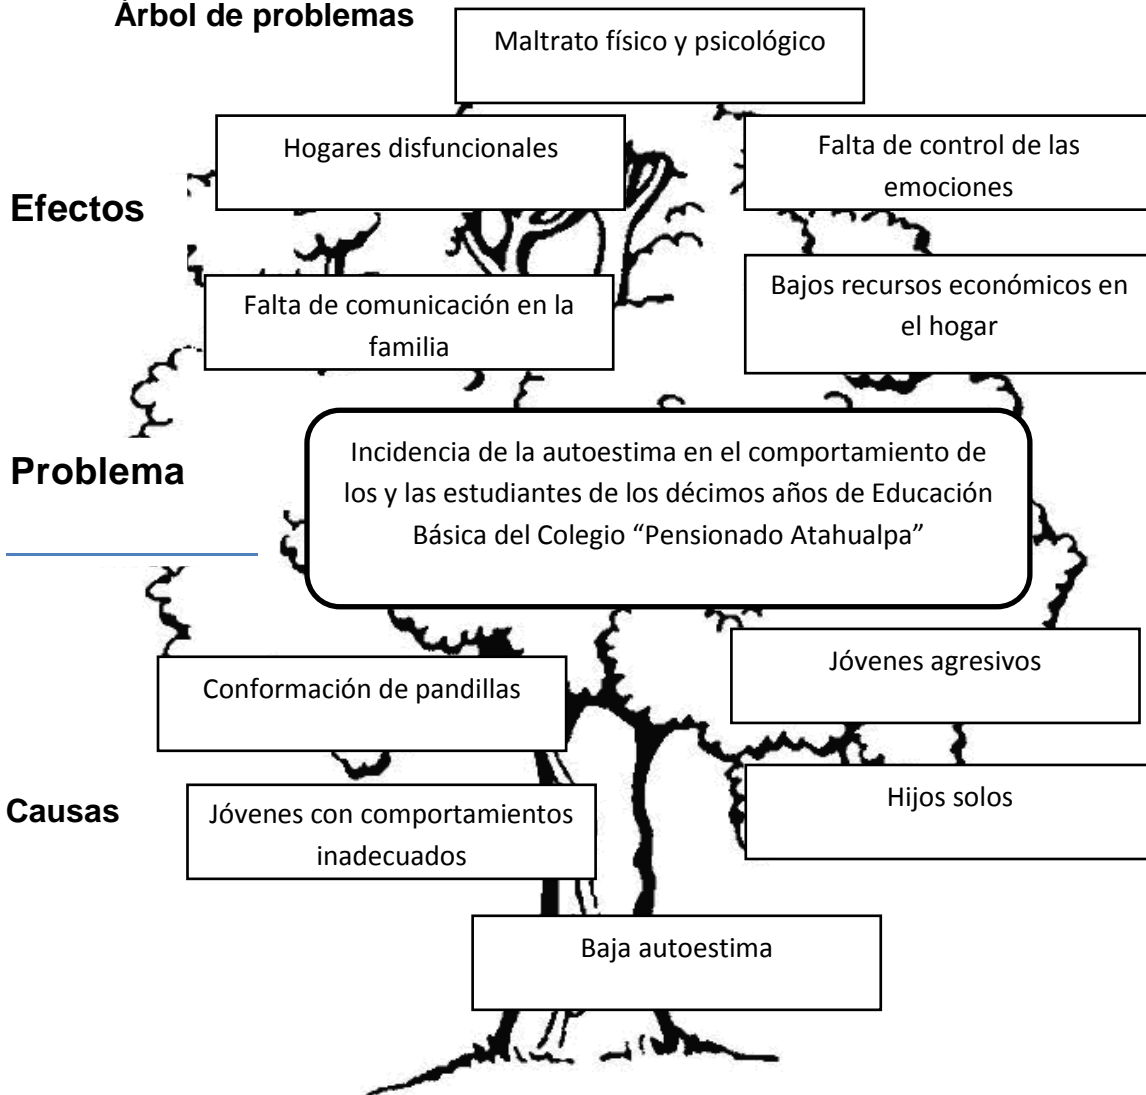 Árbol de problemas
Maltrato físico y psicológico
Hogares disfuncionales
Falta de control de las
emociones
Efectos
Falta de comunicación en la
familia
Bajos recursos económicos en
el hogar
Problema
Incidencia de la autoestima en el comportamiento de
los y las estudiantes de los décimos años de Educación
Básica del Colegio “Pensionado Atahualpa”
Conformación de pandillas
Jóvenes agresivos
Causas
Jóvenes con comportamientos
inadecuados
Hijos solos
Baja autoestima